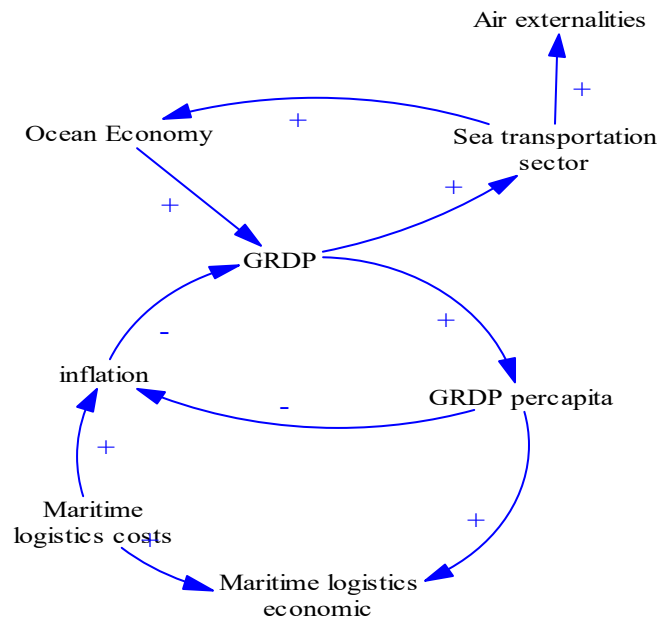 Air externalities
+
Ocean Economy
+
Sea transportation
sector
+
+
GRDP
-
+
inflation
GRDP percapita
-
+
Maritime
logistics costs
+
+
Maritime logistics
economic